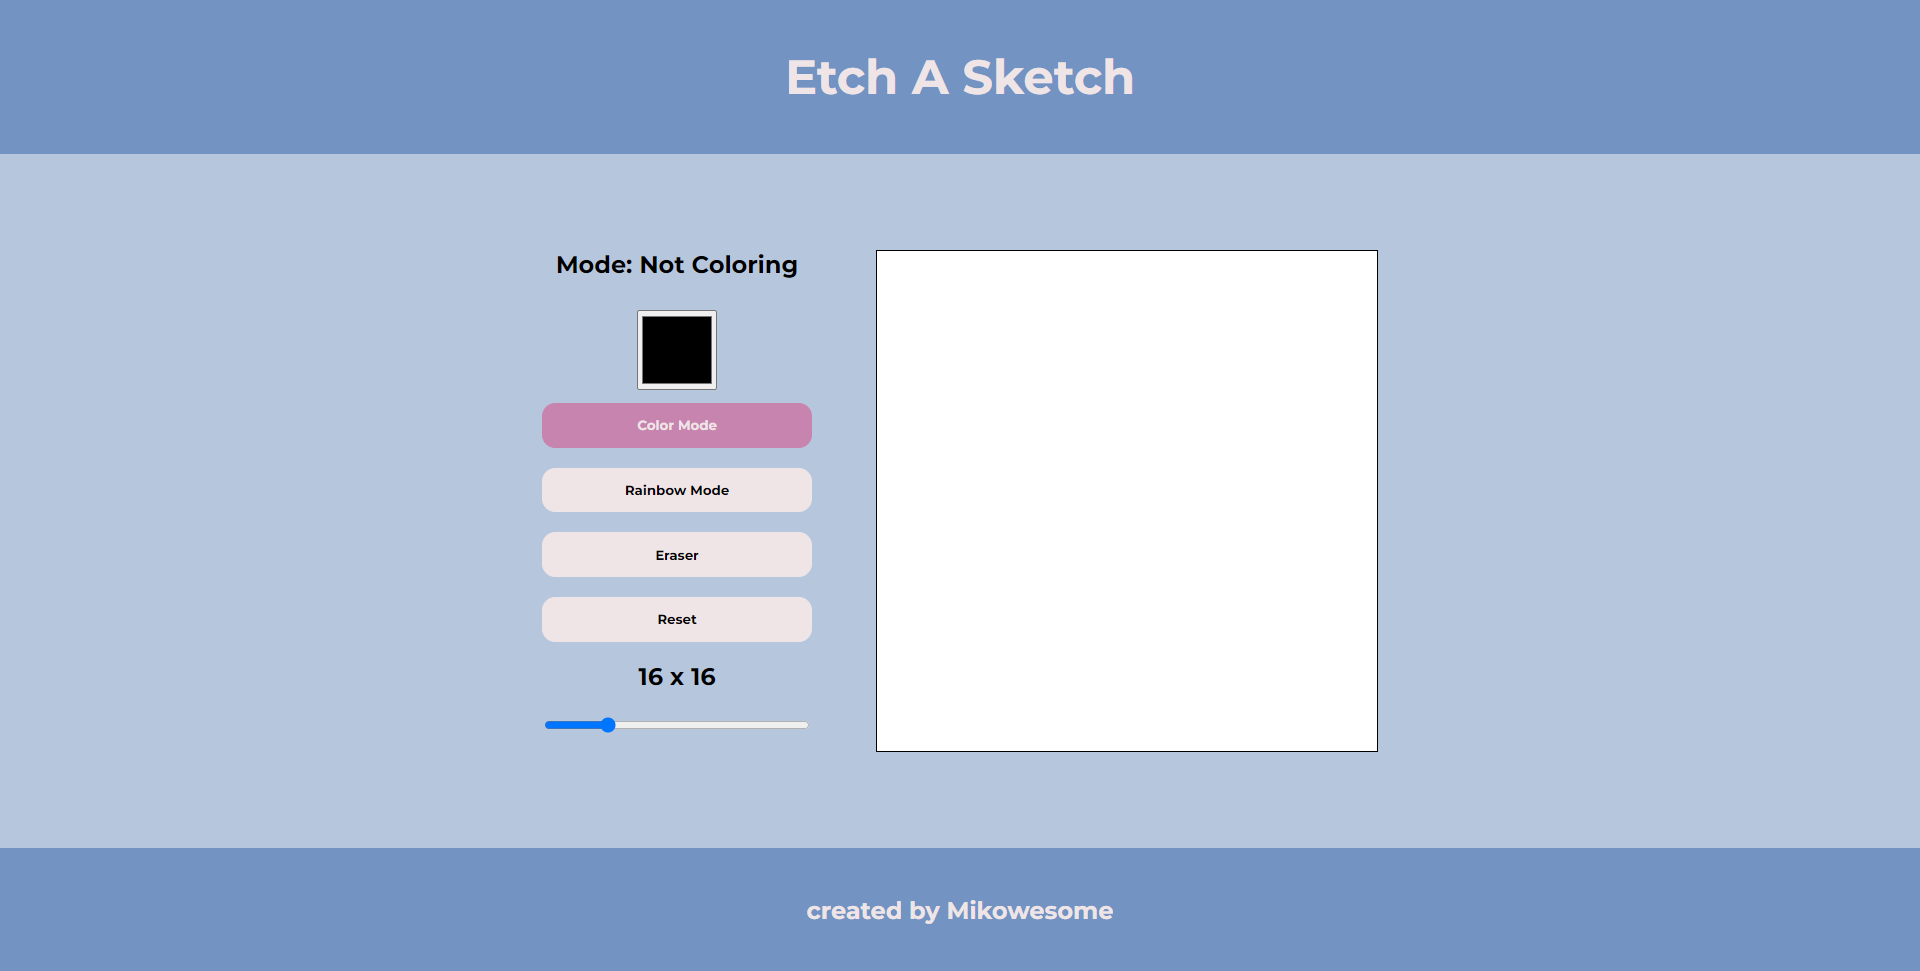 Etch A Sketch
Mode: Not Coloring
Color Mode
Rainbow Mode
Eraser
Reset
16 x 16
created by Mikowesome